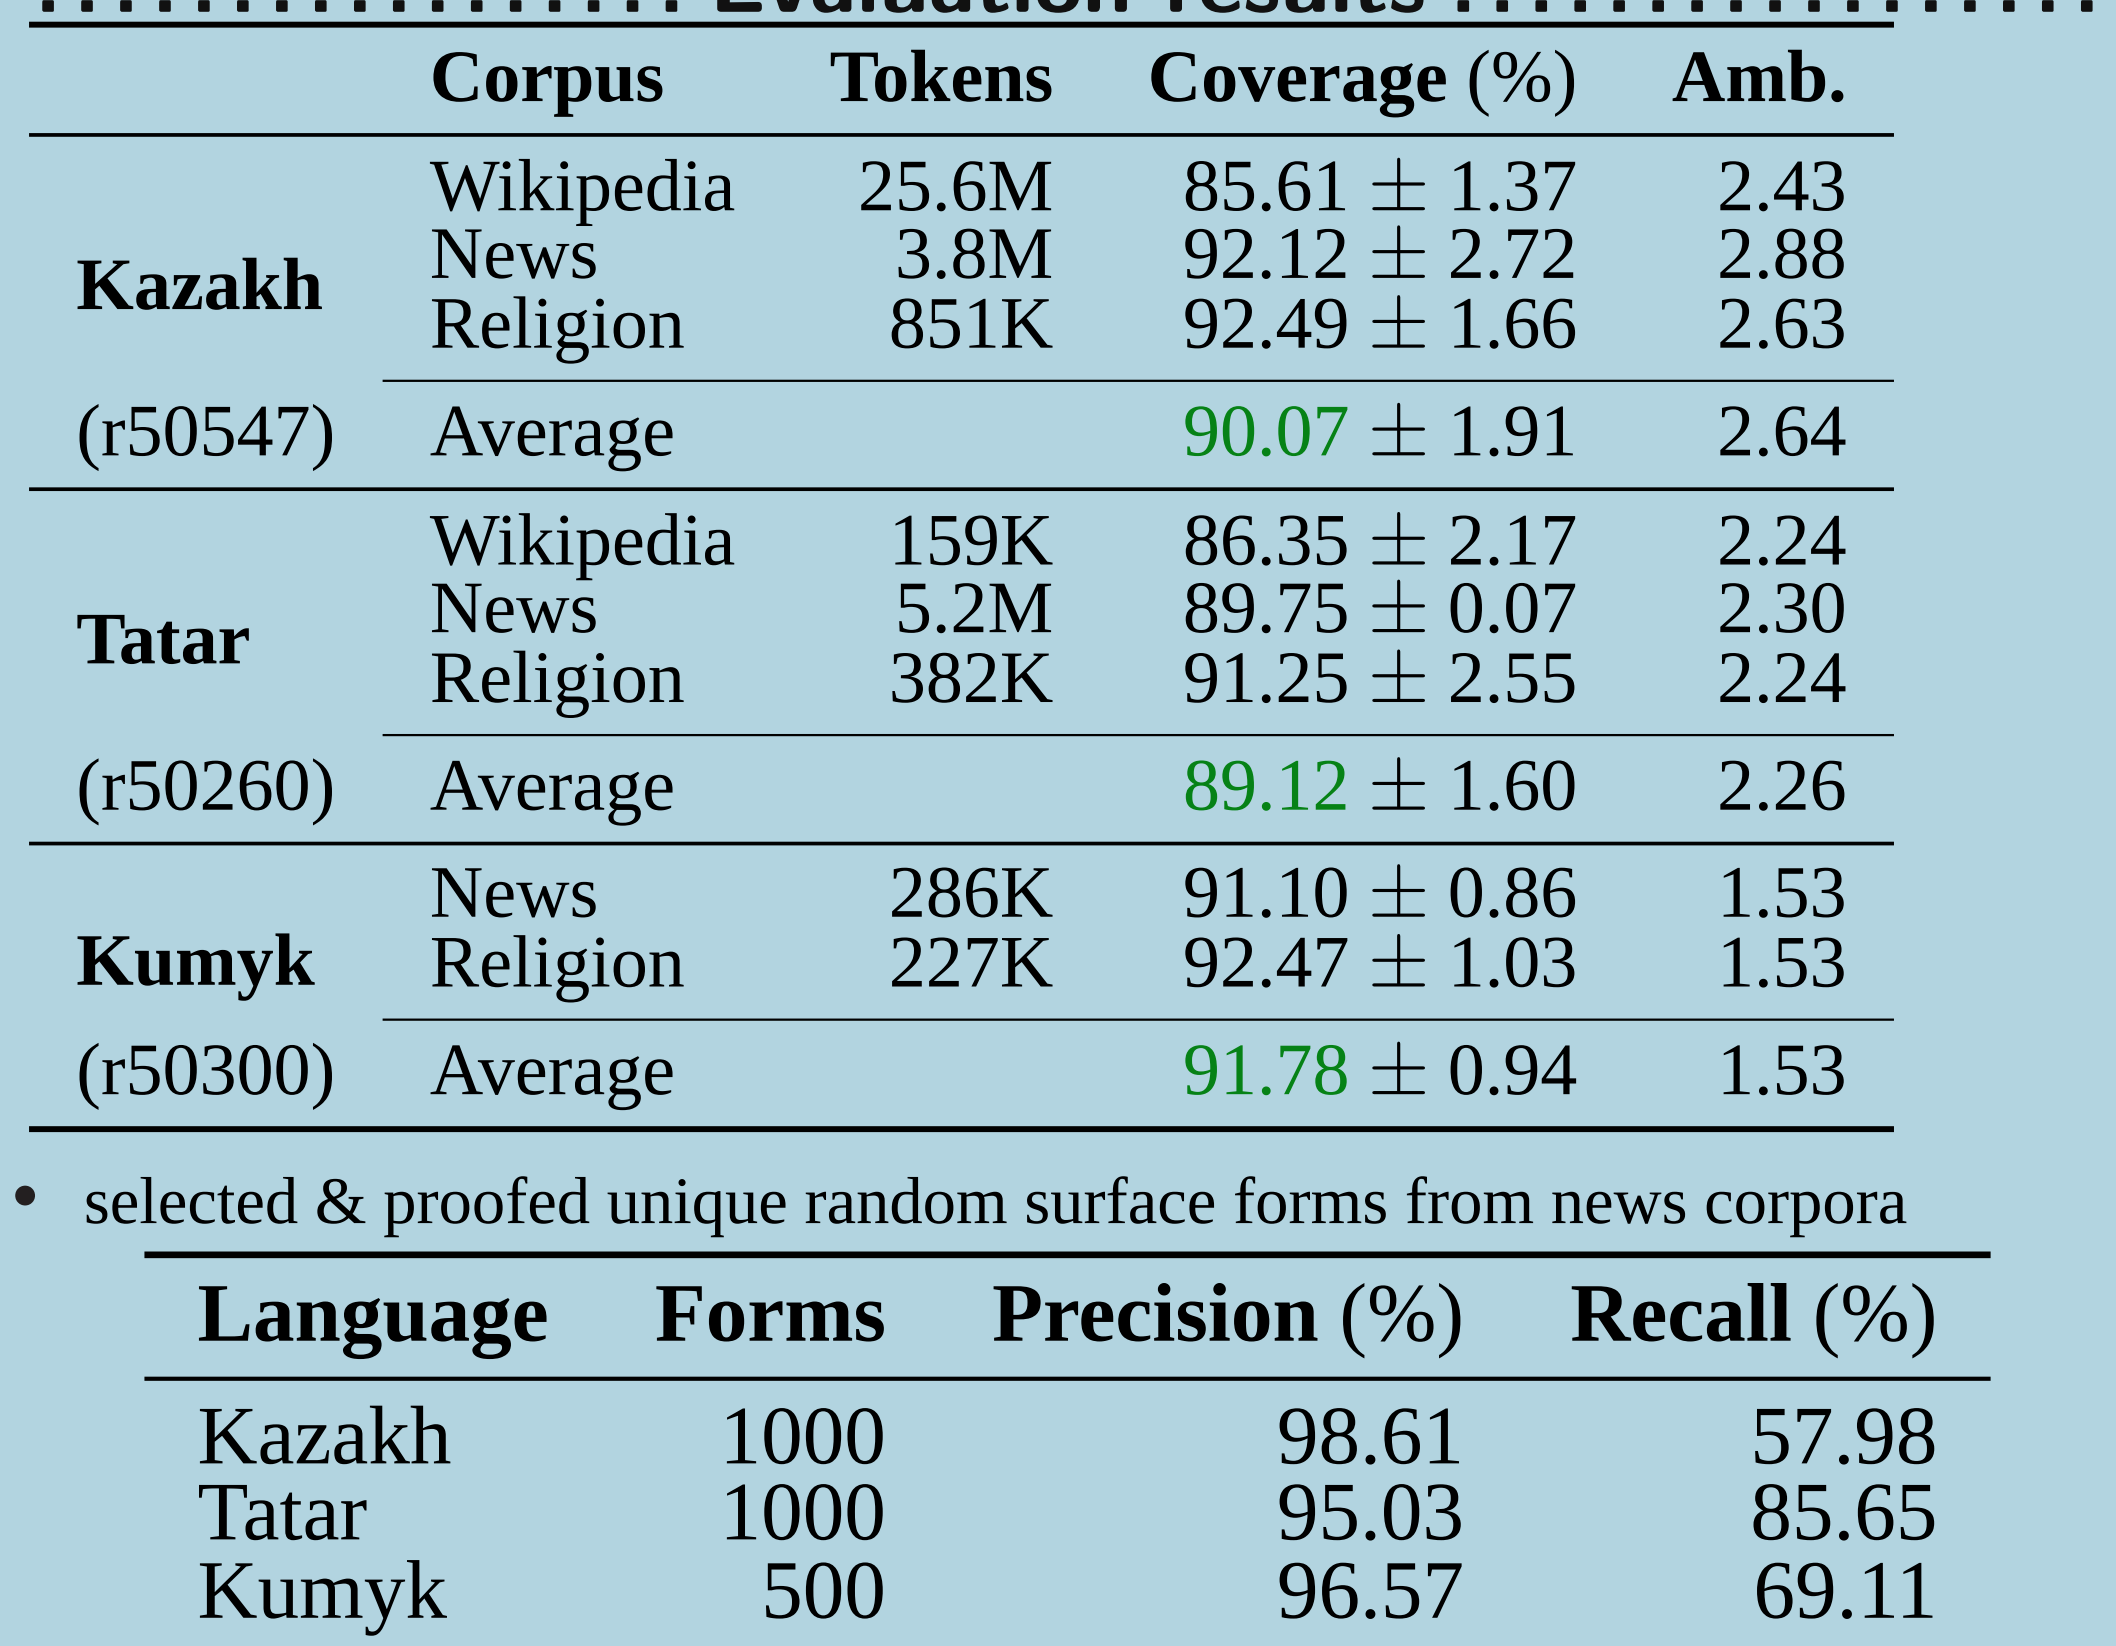 Evaluation results
Corpus Tokens Coverage (%) Amb.
Wikipedia 25.6M 85.61 ± 1.37 2.43
News 3.8M 92.12 ± 2.72 2.88
Kazakh
Religion 851K 92.49 ± 1.66 2.63
(r50547) Average 90.07 ± 1.91 2.64
Wikipedia 159K 86.35 ± 2.17 2.24
News 5.2M 89.75 ± 0.07 2.30
Tatar
Religion 382K 91.25 ± 2.55 2.24
(r50260) Average 89.12 ± 1.60 2.26
News 286K 91.10 ± 0.86 1.53
Kumyk Religion 227K 92.47 ± 1.03 1.53
(r50300) Average 91.78 ± 0.94 1.53
• selected & proofed unique random surface forms from news corpora
Language Forms Precision (%) Recall (%)
Kazakh 1000 98.61 57.98
Tatar 1000 95.03 85.65
Kumyk 500 96.57 69.11